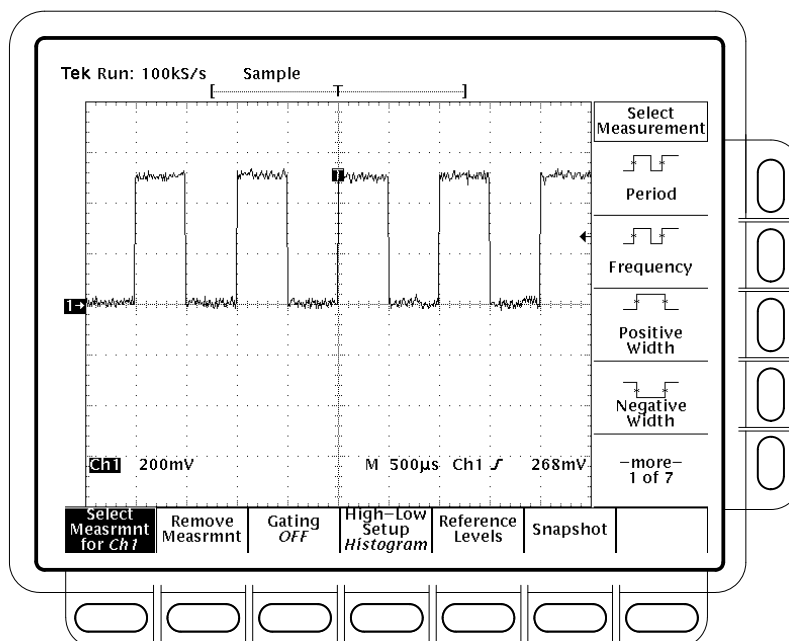 Tek Run: 100kS/s Sample
[ T ]
Select
Measurement
Period
T
Frequency
1→
Positive
Width
Negative
Width
Ch1 200mV M 500µs Ch1 268mV
–more–
1 of 7
Select
Measrmnt
for Ch1
Remove
Measrmnt
Gating
OFF
High–Low
Setup
Histogram
Reference
Levels
Snapshot